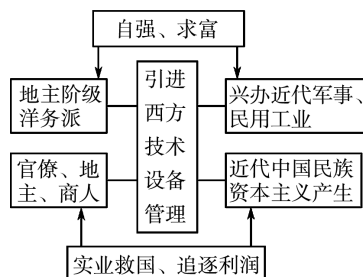 自强、求富
地主阶级
洋务派
引进
西方
技术
设备
管理
兴办近代军事、
民用工业
官僚、地
主、商人
近代中国民族
资本主义产生
实业救国、追逐利润